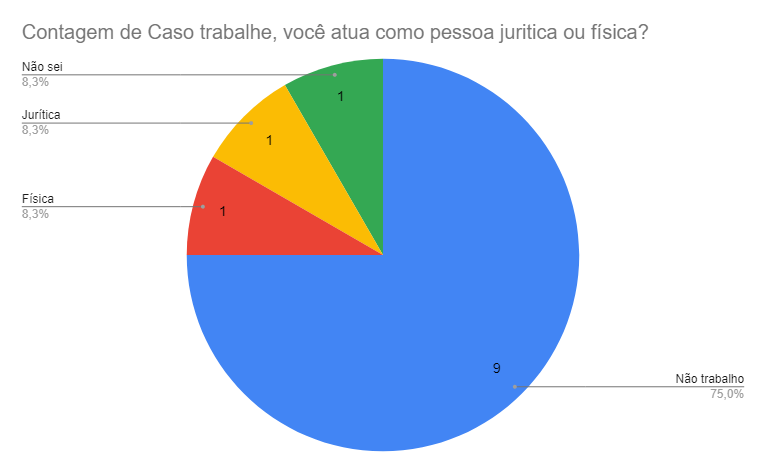 Contagem de Caso trabalhe, você atua como pessoa juritica ou física?
Não sei
8,3%
1
Jurítica
8,3%
1
Física
8,3%
1
9
Não trabalho
75,0%